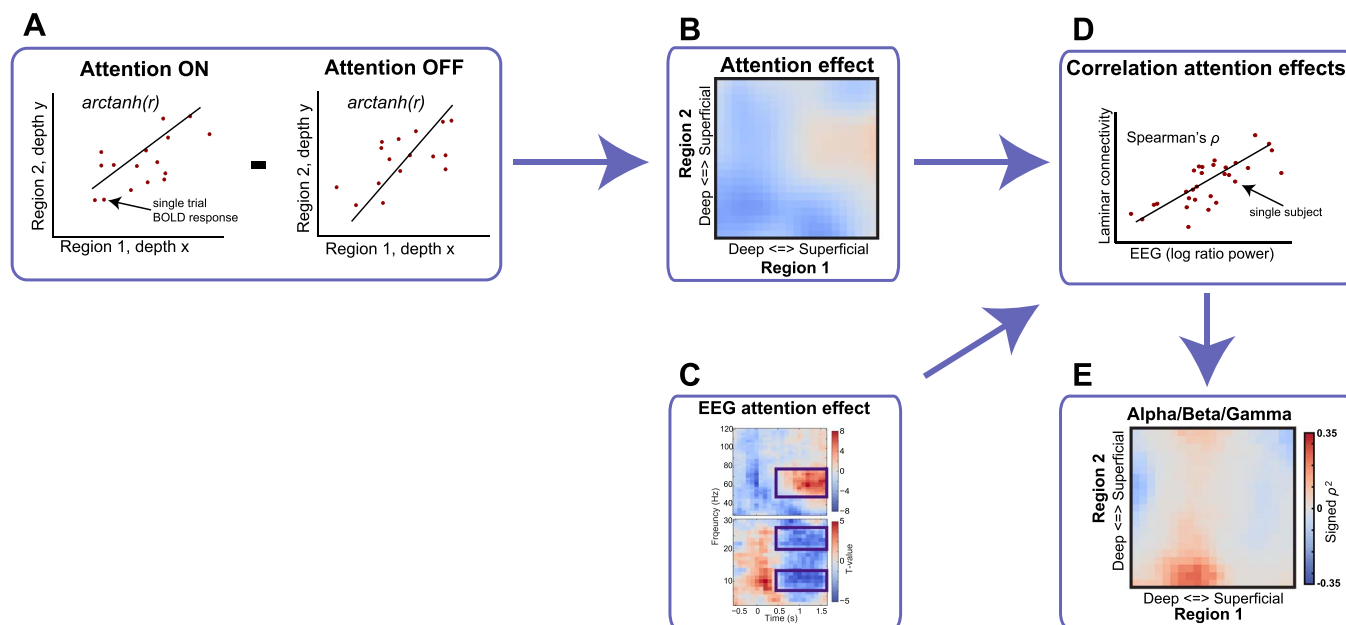 A
Attention ON
Attention OFF
arctanh(r)
arctanh(r)
Region 2, depth y
Region 2, depth y
-
single trial
BOLD response
Region 1, depth x
Region 1, depth x
B
Attention effect
Region 2
Deep <=> Superficial
Deep <=> Superficial
Region 1
D
Correlation attention effects
Spearman's ρ
Laminar connectivity
single subject
EEG (log ratio power)
C
EEG attention effect
120
100
80
60
40
30
20
10
Frqeuncy (Hz)
8
4
0
−4
−8
5
0
−5
T-value
−0.5 0 0.5 1 1.5
Time (s)
E
Alpha/Beta/Gamma
Region 2
Deep <=> Superficial
0.35
0
-0.35
Signed ρ²
Deep <=> Superficial
Region 1